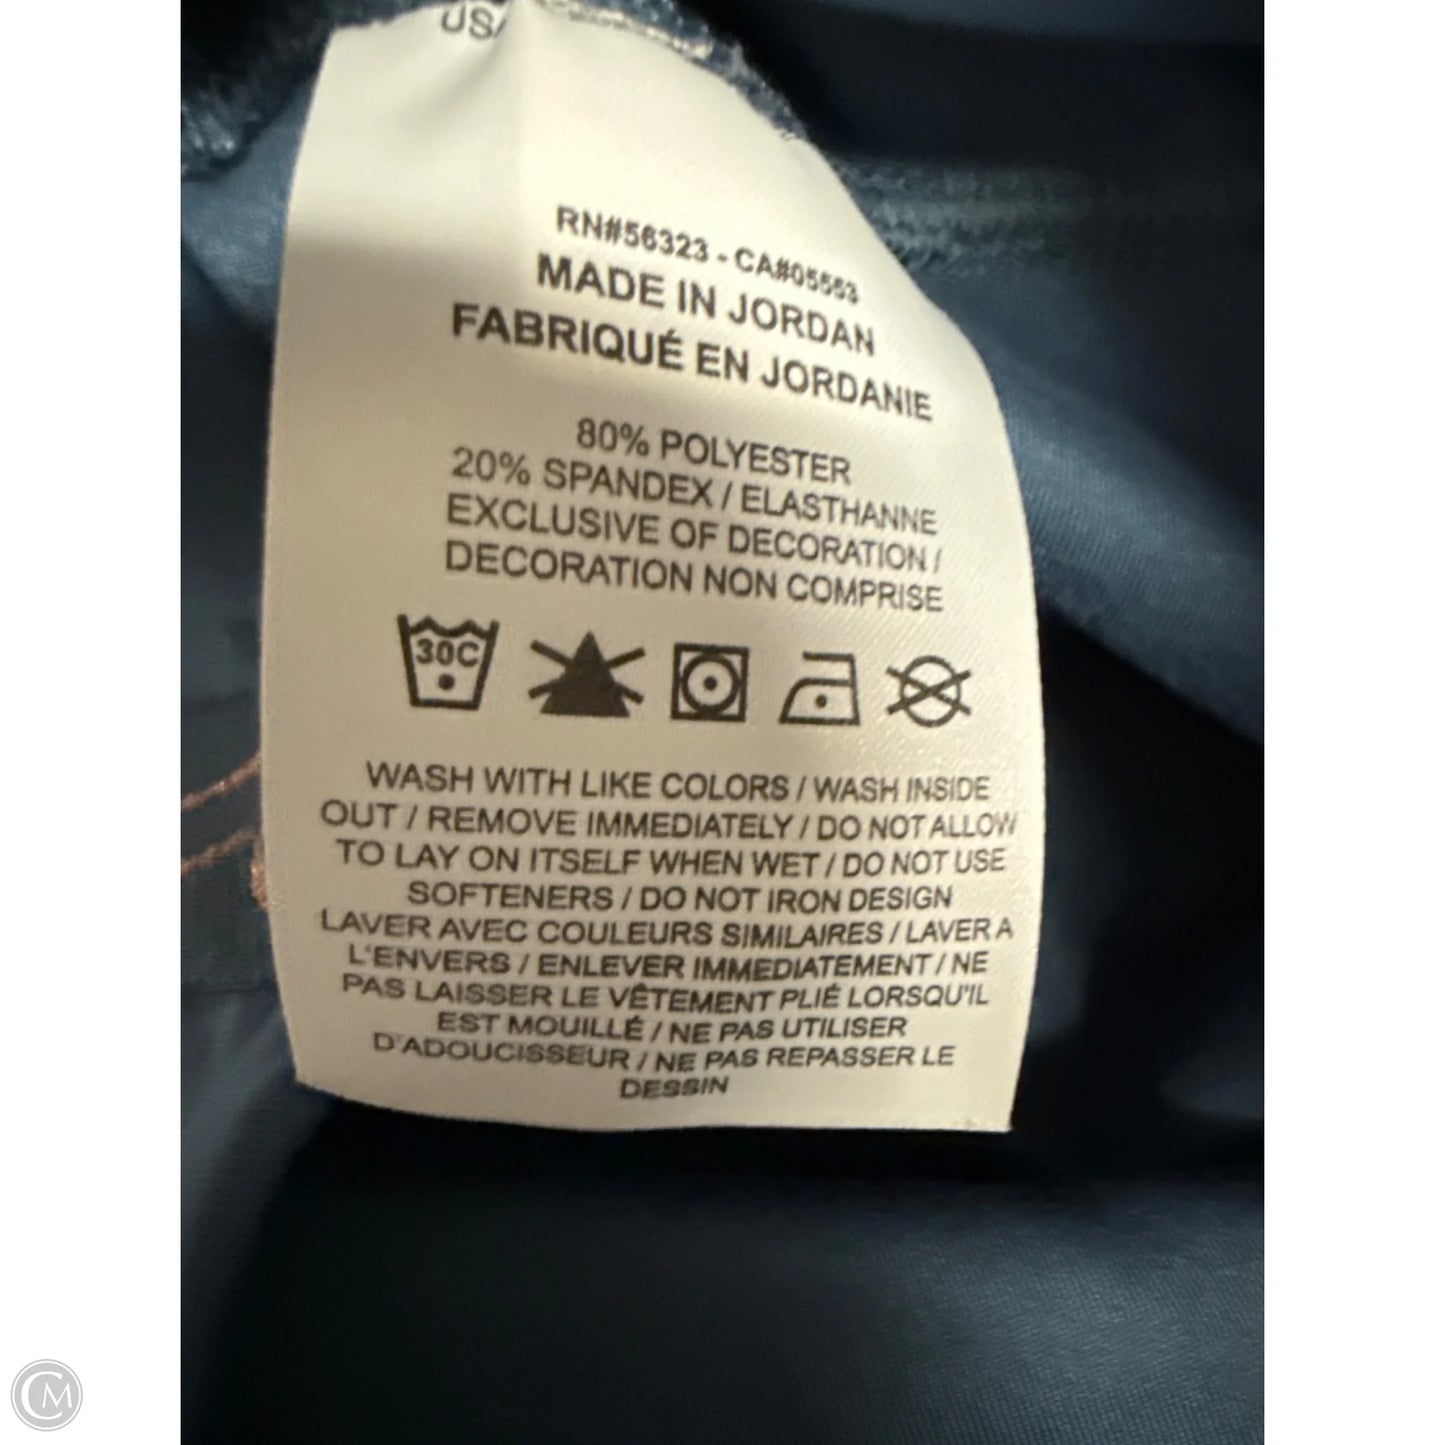 RN#56323 - CA#05553
MADE IN JORDAN
FABRIQUÉ EN JORDANIE
80% POLYESTER
20% SPANDEX / ELASTHANNE
EXCLUSIVE OF DECORATION /
DECORATION NON COMPRISE
30C
WASH WITH LIKE COLORS / WASH INSIDE
OUT / REMOVE IMMEDIATELY / DO NOT ALLOW
TO LAY ON ITSELF WHEN WET / DO NOT USE
SOFTENERS / DO NOT IRON DESIGN
LAVER AVEC COULEURS SIMILAIRES / LAVER A
L'ENVERS / ENLEVER IMMEDIATEMENT / NE
PAS LAISSER LE VÊTEMENT PLIÉ LORSQU'IL
EST MOUILLÉ / NE PAS UTILISER
D'ADOUCISSEUR / NE PAS REPASSER LE
DESSIN
CM